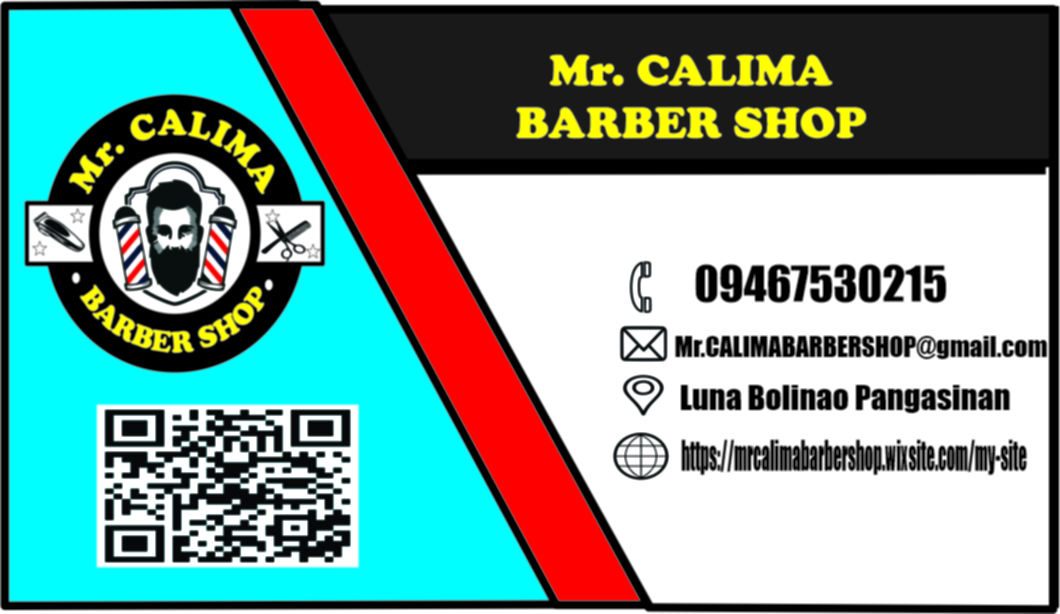 Mr. CALIMA
BARBER SHOP
Mr. CALIMA
BARBER SHOP
09467530215
Mr.CALIMABARBERSHOP@gmail.com
Luna Bolinao Pangasinan
https://mrcalimabarbershop.wixsite.com/my-site